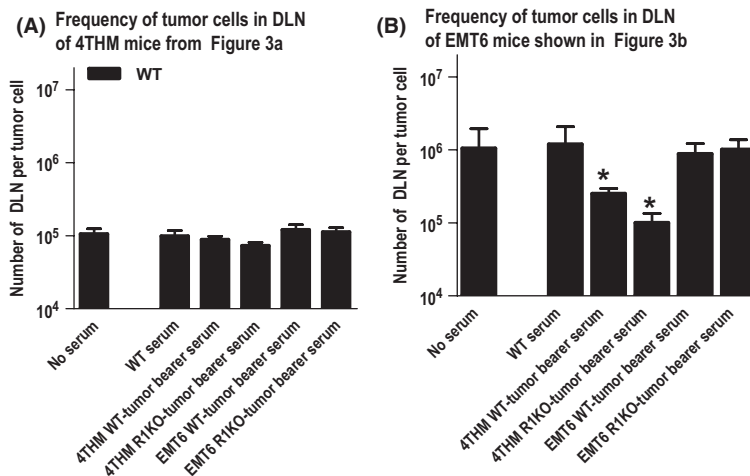 (A) Frequency of tumor cells in DLN
of 4THM mice from Figure 3a
WT
Number of DLN per tumor cell
10⁷
10⁶
10⁵
10⁴
No serum
WT serum
4THM WT-tumor bearer serum
4THM R1KO-tumor bearer serum
EMT6 WT-tumor bearer serum
EMT6 R1KO-tumor bearer serum
(B) Frequency of tumor cells in DLN
of EMT6 mice shown in Figure 3b
Number of DLN per tumor cell
10⁷
10⁶
10⁵
10⁴
*
*
No serum
WT serum
4THM WT-tumor bearer serum
4THM R1KO-tumor bearer serum
EMT6 WT-tumor bearer serum
EMT6 R1KO-tumor bearer serum